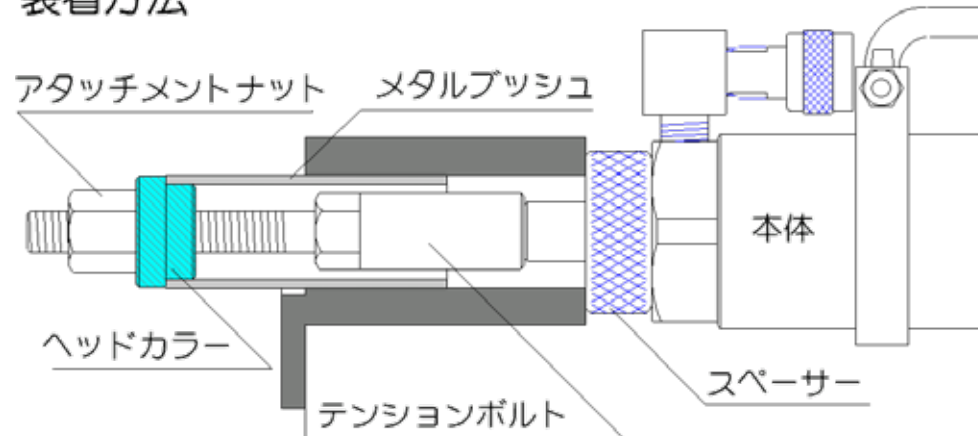 装着方法
アタッチメントナット
メタルブッシュ
本体
ヘッドカラー
スペーサー
テンションボルト